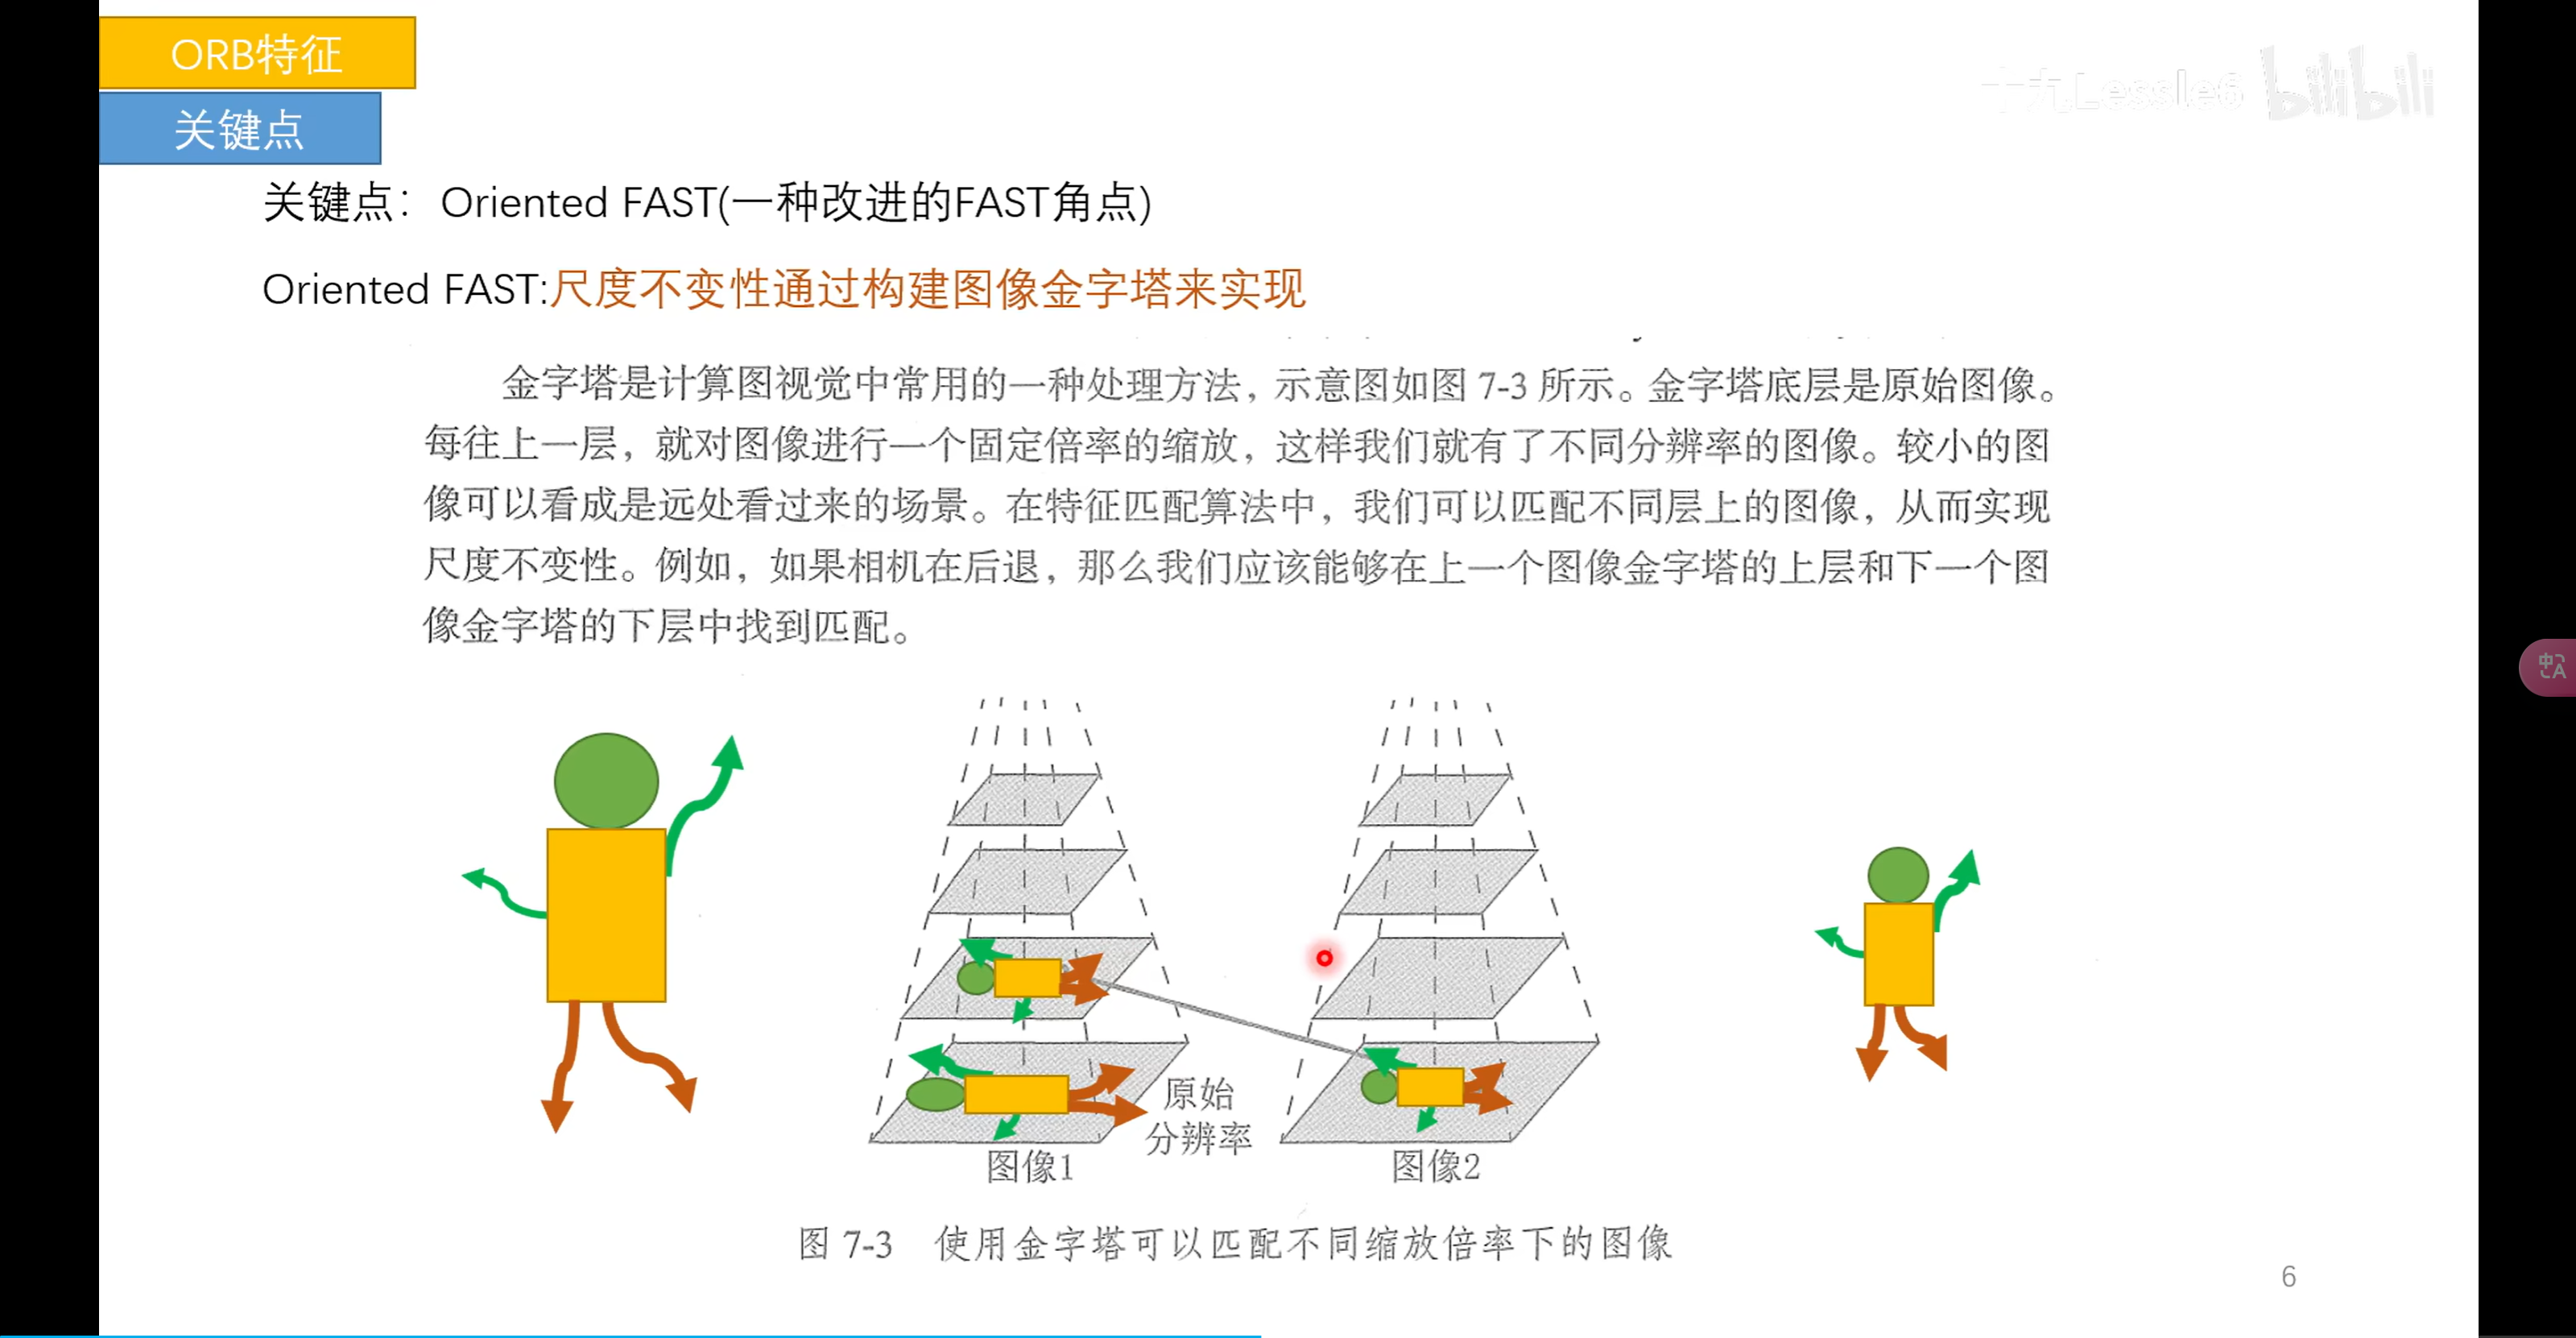 ORB特征
十九Lessle6 bilibili
关键点
关键点：Oriented FAST(一种改进的FAST角点)
Oriented FAST:尺度不变性通过构建图像金字塔来实现
金字塔是计算图视觉中常用的一种处理方法，示意图如图 7-3 所示。金字塔底层是原始图像。
每往上一层，就对图像进行一个固定倍率的缩放，这样我们就有了不同分辨率的图像。较小的图
像可以看成是远处看过来的场景。在特征匹配算法中，我们可以匹配不同层上的图像，从而实现
尺度不变性。例如，如果相机在后退，那么我们应该能够在上一个图像金字塔的上层和下一个图
像金字塔的下层中找到匹配。
原始
分辨率
图像1
图像2
图 7-3 使用金字塔可以匹配不同缩放倍率下的图像
6
中A